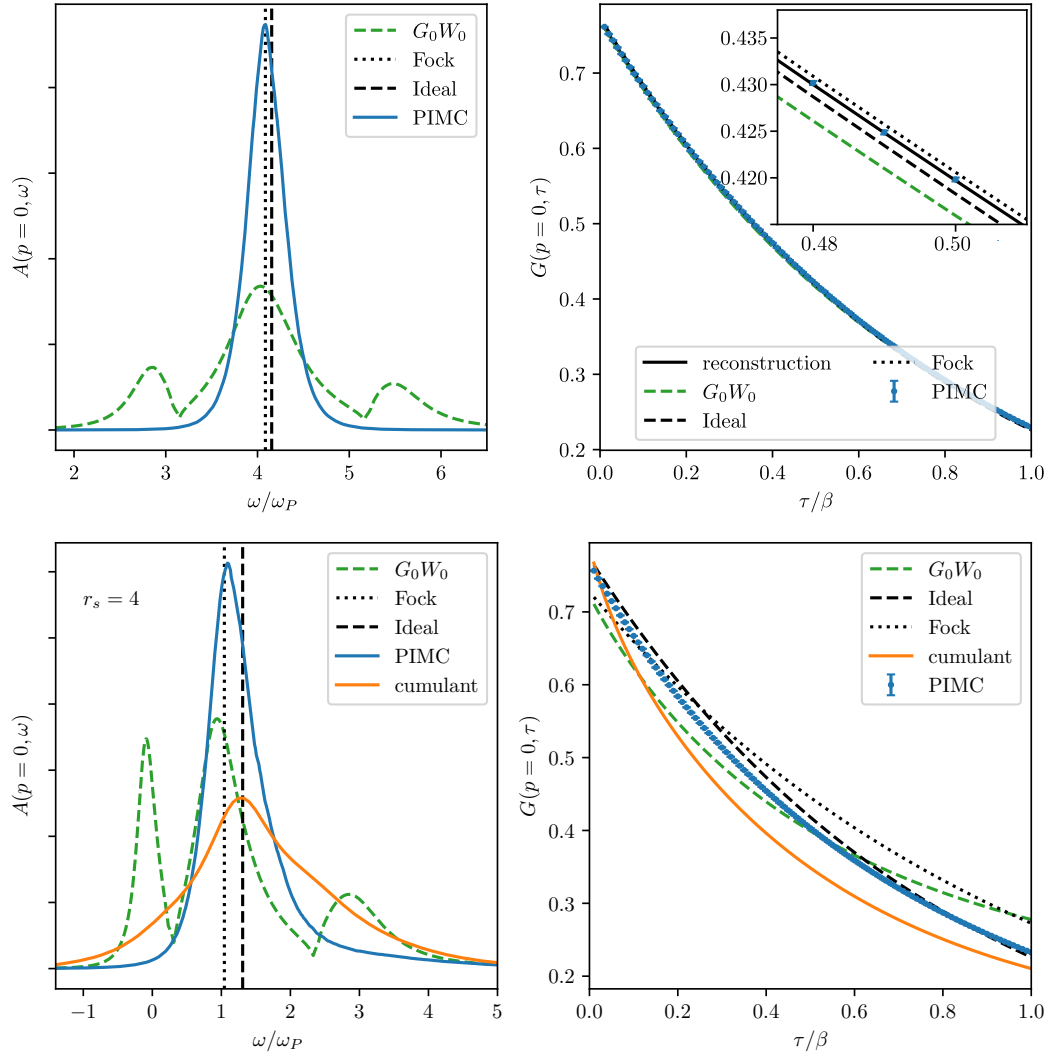 G₀W₀
Fock
Ideal
PIMC
A(p = 0, ω)
2 3 4 5 6
ω/ω_P
0.435
0.430
0.425
0.420
0.48 0.50
0.7
0.6
0.5
0.4
0.3
0.2
G(p = 0, τ)
reconstruction
G₀W₀
Ideal
Fock
PIMC
0.0 0.2 0.4 0.6 0.8 1.0
τ/β
r_s = 4
G₀W₀
Fock
Ideal
PIMC
cumulant
A(p = 0, ω)
−1 0 1 2 3 4 5
ω/ω_P
G₀W₀
Ideal
Fock
cumulant
PIMC
0.7
0.6
0.5
0.4
0.3
0.2
G(p = 0, τ)
0.0 0.2 0.4 0.6 0.8 1.0
τ/β